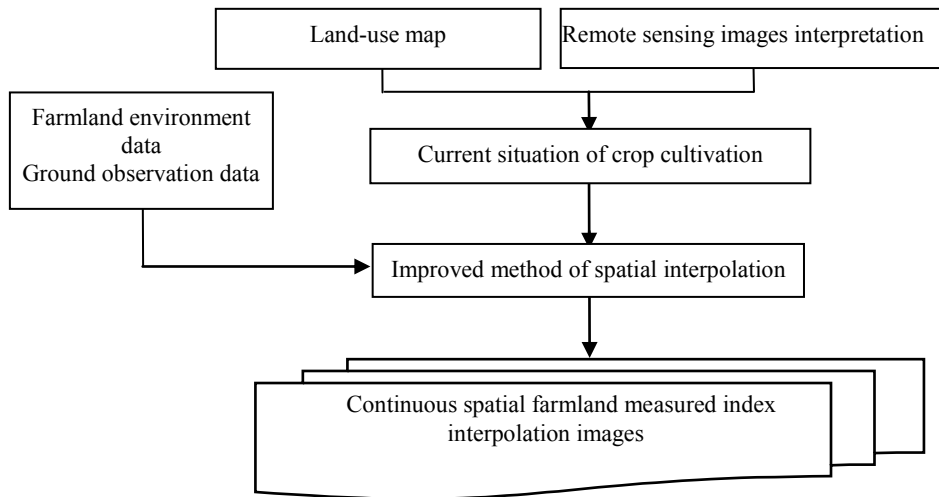 Land-use map
Remote sensing images interpretation
Farmland environment
data
Ground observation data
Current situation of crop cultivation
Improved method of spatial interpolation
Continuous spatial farmland measured index
interpolation images